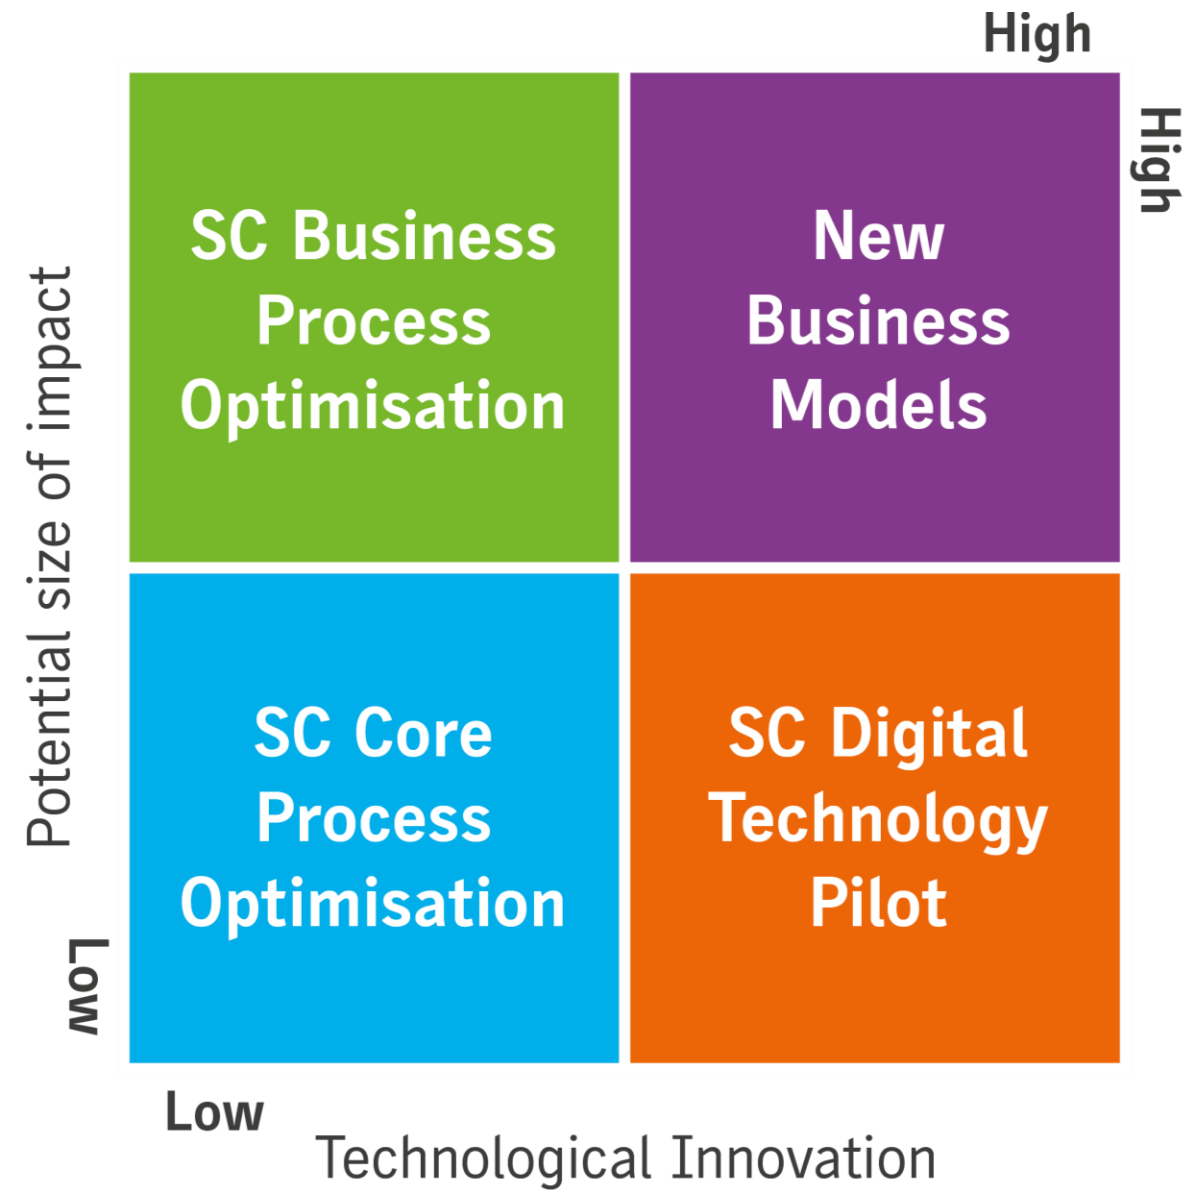 High
High
SC Business
Process
Optimisation
New
Business
Models
Potential size of impact
SC Core
Process
Optimisation
SC Digital
Technology
Pilot
Low
Low
Technological Innovation